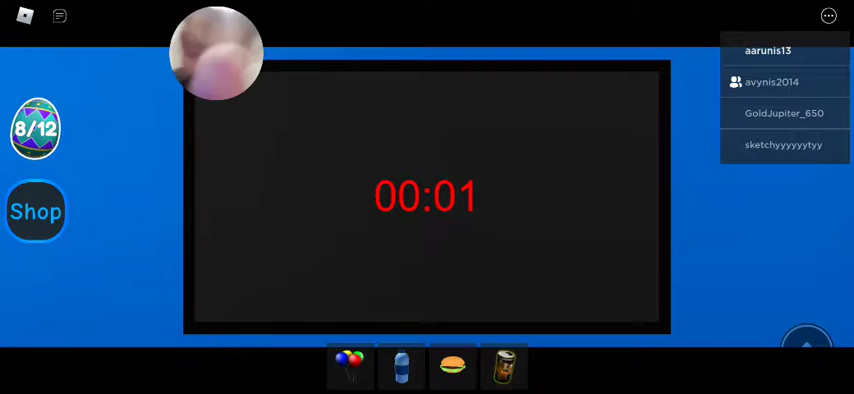 aarunis13
avynis2014
GoldJupiter_650
sketchyyyyyytyy
8/12
Shop
00:01